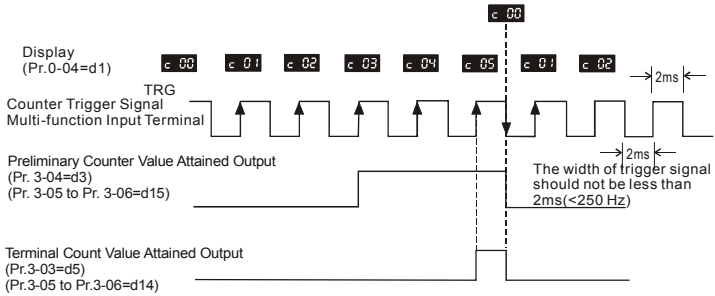 c 00
Display
(Pr.0-04=d1)
c 00 c 01 c 02 c 03 c 04 c 05 c 01 c 02
2ms
TRG
Counter Trigger Signal
Multi-function Input Terminal
2ms
Preliminary Counter Value Attained Output
(Pr. 3-04=d3)
(Pr. 3-05 to Pr. 3-06=d15)
The width of trigger signal
should not be less than
2ms(<250 Hz)
Terminal Count Value Attained Output
(Pr.3-03=d5)
(Pr.3-05 to Pr.3-06=d14)